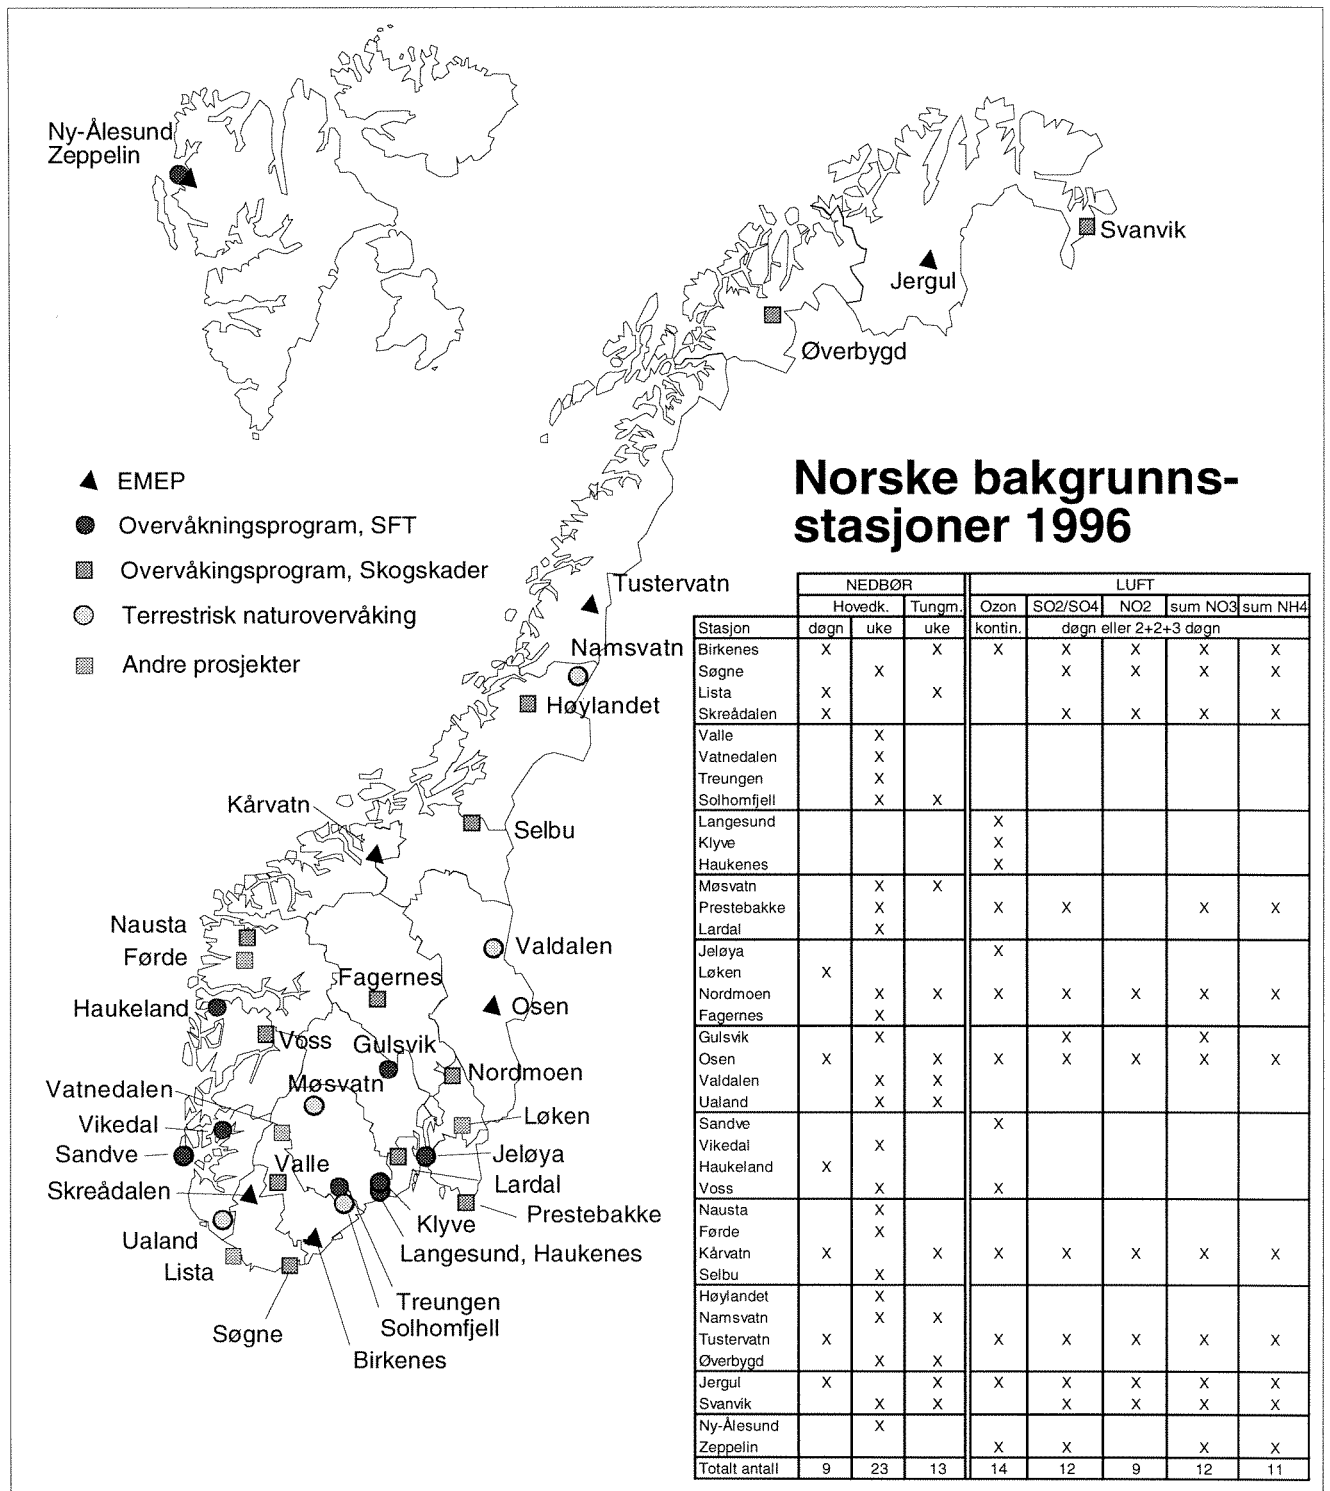 Ny-Ålesund
Zeppelin
Svanvik
Jergul
Øverbygd
EMEP
Overvåkningsprogram, SFT
Overvåkingsprogram, Skogskader
Terrestrisk naturovervåking
Andre prosjekter
Tustervatn
Namsvatn
Høylandet
Kårvatn
Selbu
Nausta
Førde
Valdalen
Fagernes
Haukeland
Osen
Voss
Gulsvik
Vatnedalen
Møsvatn
Nordmoen
Vikedal
Løken
Sandve
Valle
Jeløya
Skreådalen
Lardal
Klyve
Prestebakke
Ualand
Langesund, Haukenes
Lista
Treungen
Solhomfjell
Søgne
Birkenes
Norske bakgrunns-
stasjoner 1996
NEDBØR LUFT
Hovedk. Tungm. Ozon SO2/SO4 NO2 sum NO3 sum NH4
Stasjon døgn uke uke kontin. døgn eller 2+2+3 døgn
Birkenes X X X X X X X
Søgne X X X X X
Lista X X
Skreådalen X X X X X
Valle X
Vatnedalen X
Treungen X
Solhomfjell X X
Langesund X
Klyve X
Haukenes X
Møsvatn X X
Prestebakke X X X X X
Lardal X
Jeløya X
Løken X
Nordmoen X X X X X X X
Fagernes X
Gulsvik X X X
Osen X X X X X X X
Valdalen X X
Ualand X X
Sandve X
Vikedal X
Haukeland X
Voss X X
Nausta X
Førde X
Kårvatn X X X X X X X
Selbu X
Høylandet X
Namsvatn X X
Tustervatn X X X X X X
Øverbygd X X
Jergul X X X X X X X
Svanvik X X X X X X
Ny-Ålesund X
Zeppelin X X X X
Totalt antall 9 23 13 14 12 9 12 11